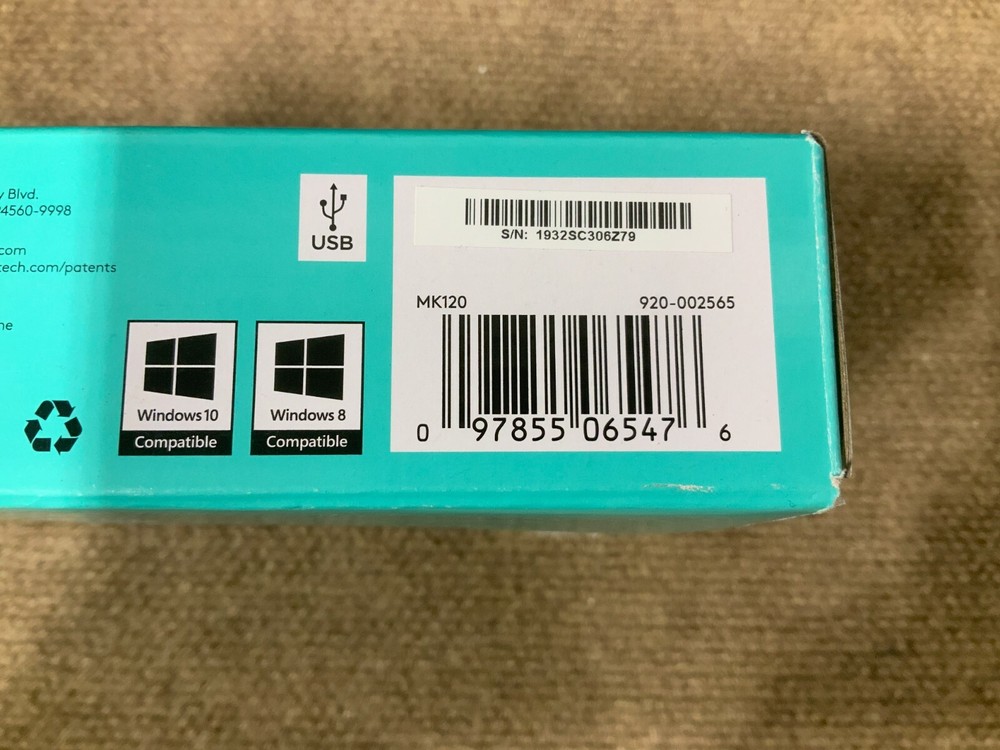 y Blvd.
94560-9998
com
tech.com/patents
ne
USB
Windows 10
Compatible
Windows 8
Compatible
S/N: 1932SC306Z79
MK120 920-002565
0 97855 06547 6